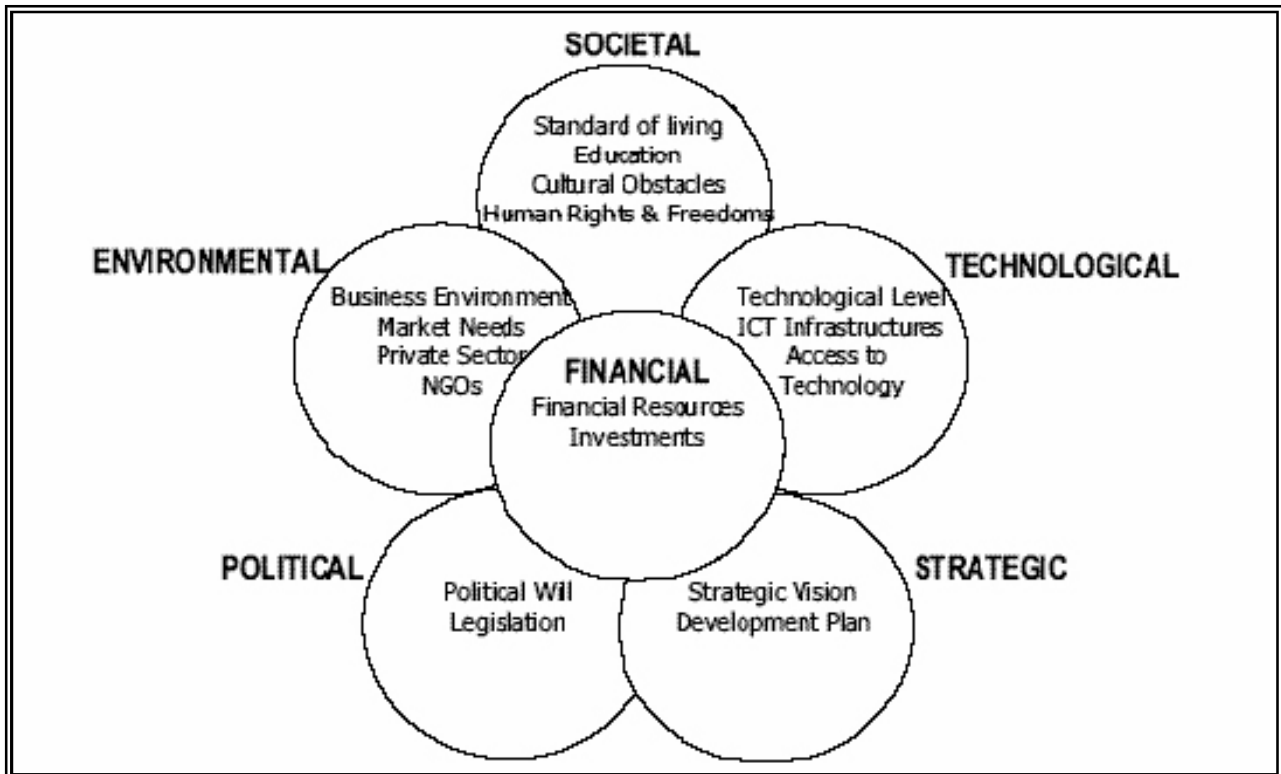 SOCIETAL
Standard of living
Education
Cultural Obstacles
Human Rights & Freedoms
ENVIRONMENTAL
Business Environment
Market Needs
Private Sector
NGOs
TECHNOLOGICAL
Technological Level
ICT Infrastructures
Access to
Technology
FINANCIAL
Financial Resources
Investments
POLITICAL
Political Will
Legislation
STRATEGIC
Strategic Vision
Development Plan